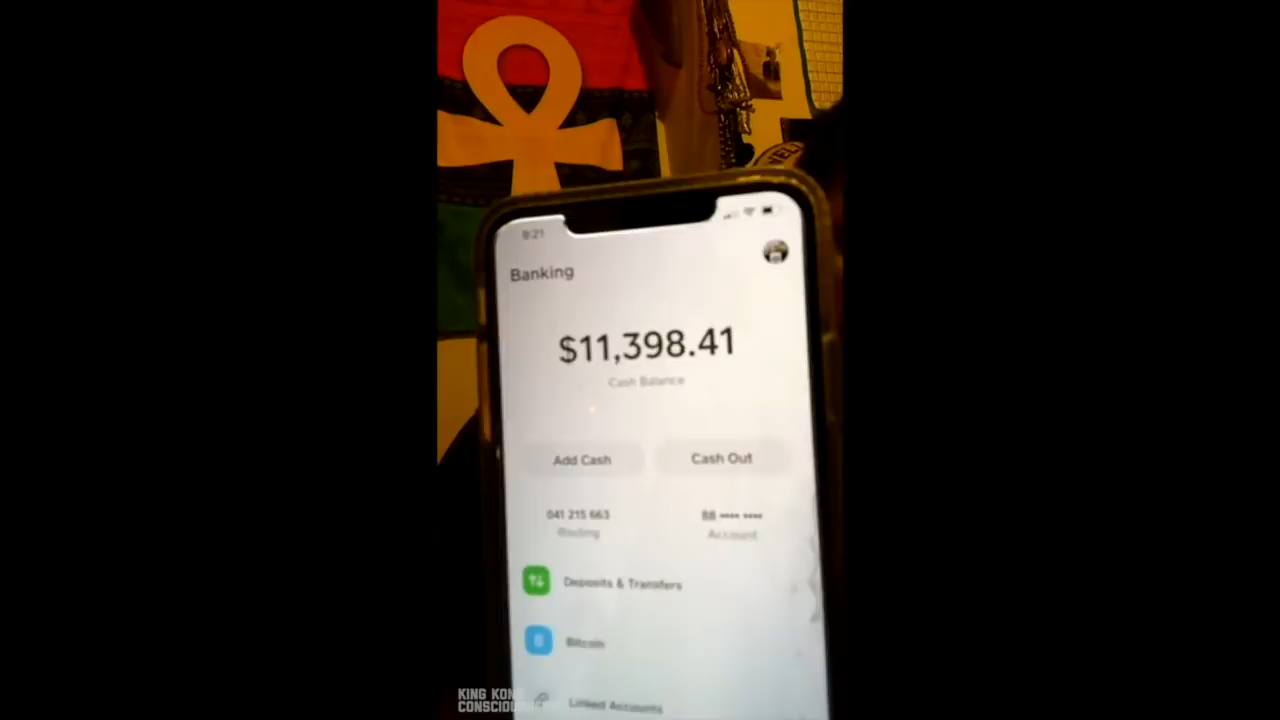 9:21
Banking
$11,398.41
Cash Balance
Add Cash
Cash Out
041 215 663
Routing
88 •••• ••••
Account
Deposits & Transfers
Bitcoin
Linked Accounts
KING KONG